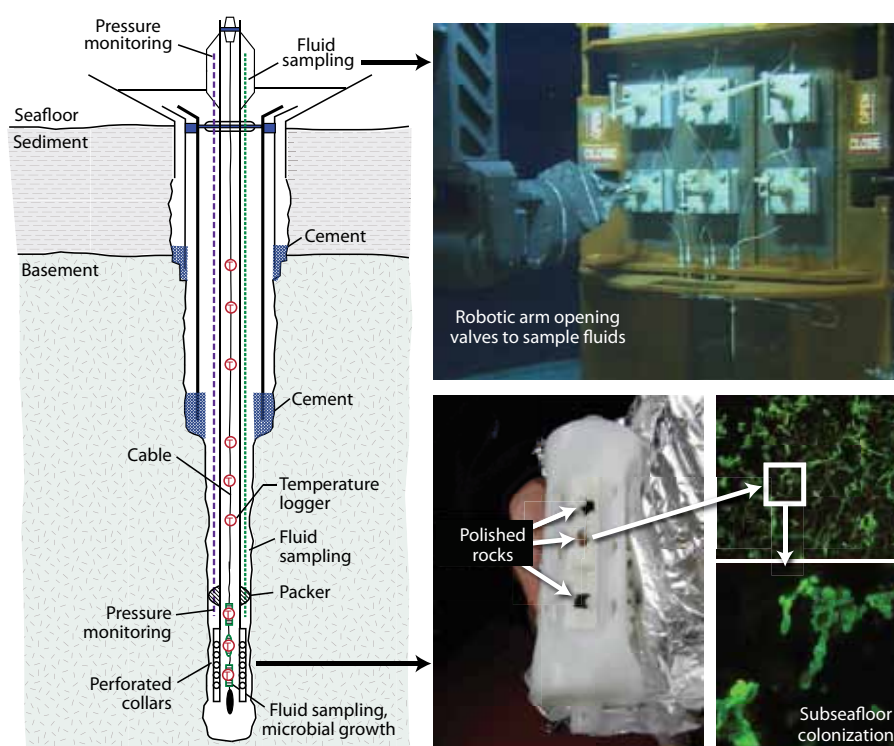 Pressure
monitoring
Fluid
sampling
Seafloor
Sediment
Cement
Basement
Cement
Cable
Temperature
logger
Fluid
sampling
Packer
Pressure
monitoring
Perforated
collars
Fluid sampling,
microbial growth
T
T
T
T
T
T
T
T
T
OPEN
CLOSE
OPEN
CLOSE
Robotic arm opening
valves to sample fluids
Polished
rocks
Subseafloor
colonization